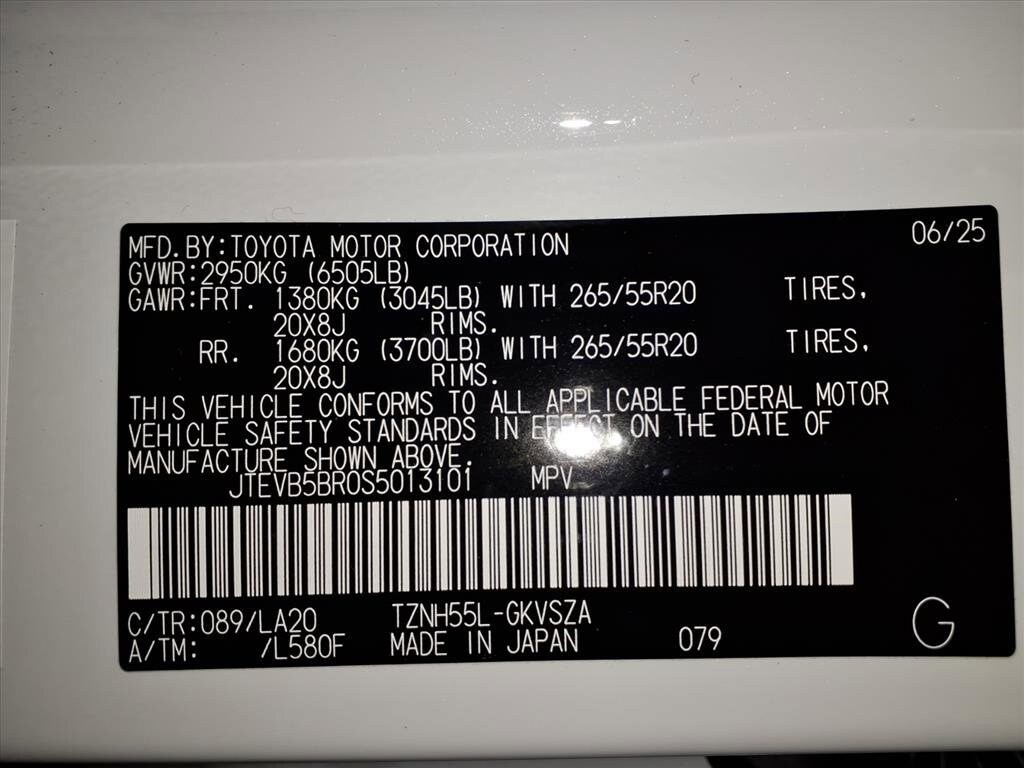 MFD.BY:TOYOTA MOTOR CORPORATION 06/25
GVWR:2950KG (6505LB)
GAWR:FRT. 1380KG (3045LB) WITH 265/55R20 TIRES,
20X8J RIMS.
RR. 1680KG (3700LB) WITH 265/55R20 TIRES,
20X8J RIMS.
THIS VEHICLE CONFORMS TO ALL APPLICABLE FEDERAL MOTOR
VEHICLE SAFETY STANDARDS IN EFFECT ON THE DATE OF
MANUFACTURE SHOWN ABOVE.
JTEVB5BR0S5013101 MPV
C/TR:089/LA20 TZNH55L-GKVSZA
A/TM: /L580F MADE IN JAPAN 079 G